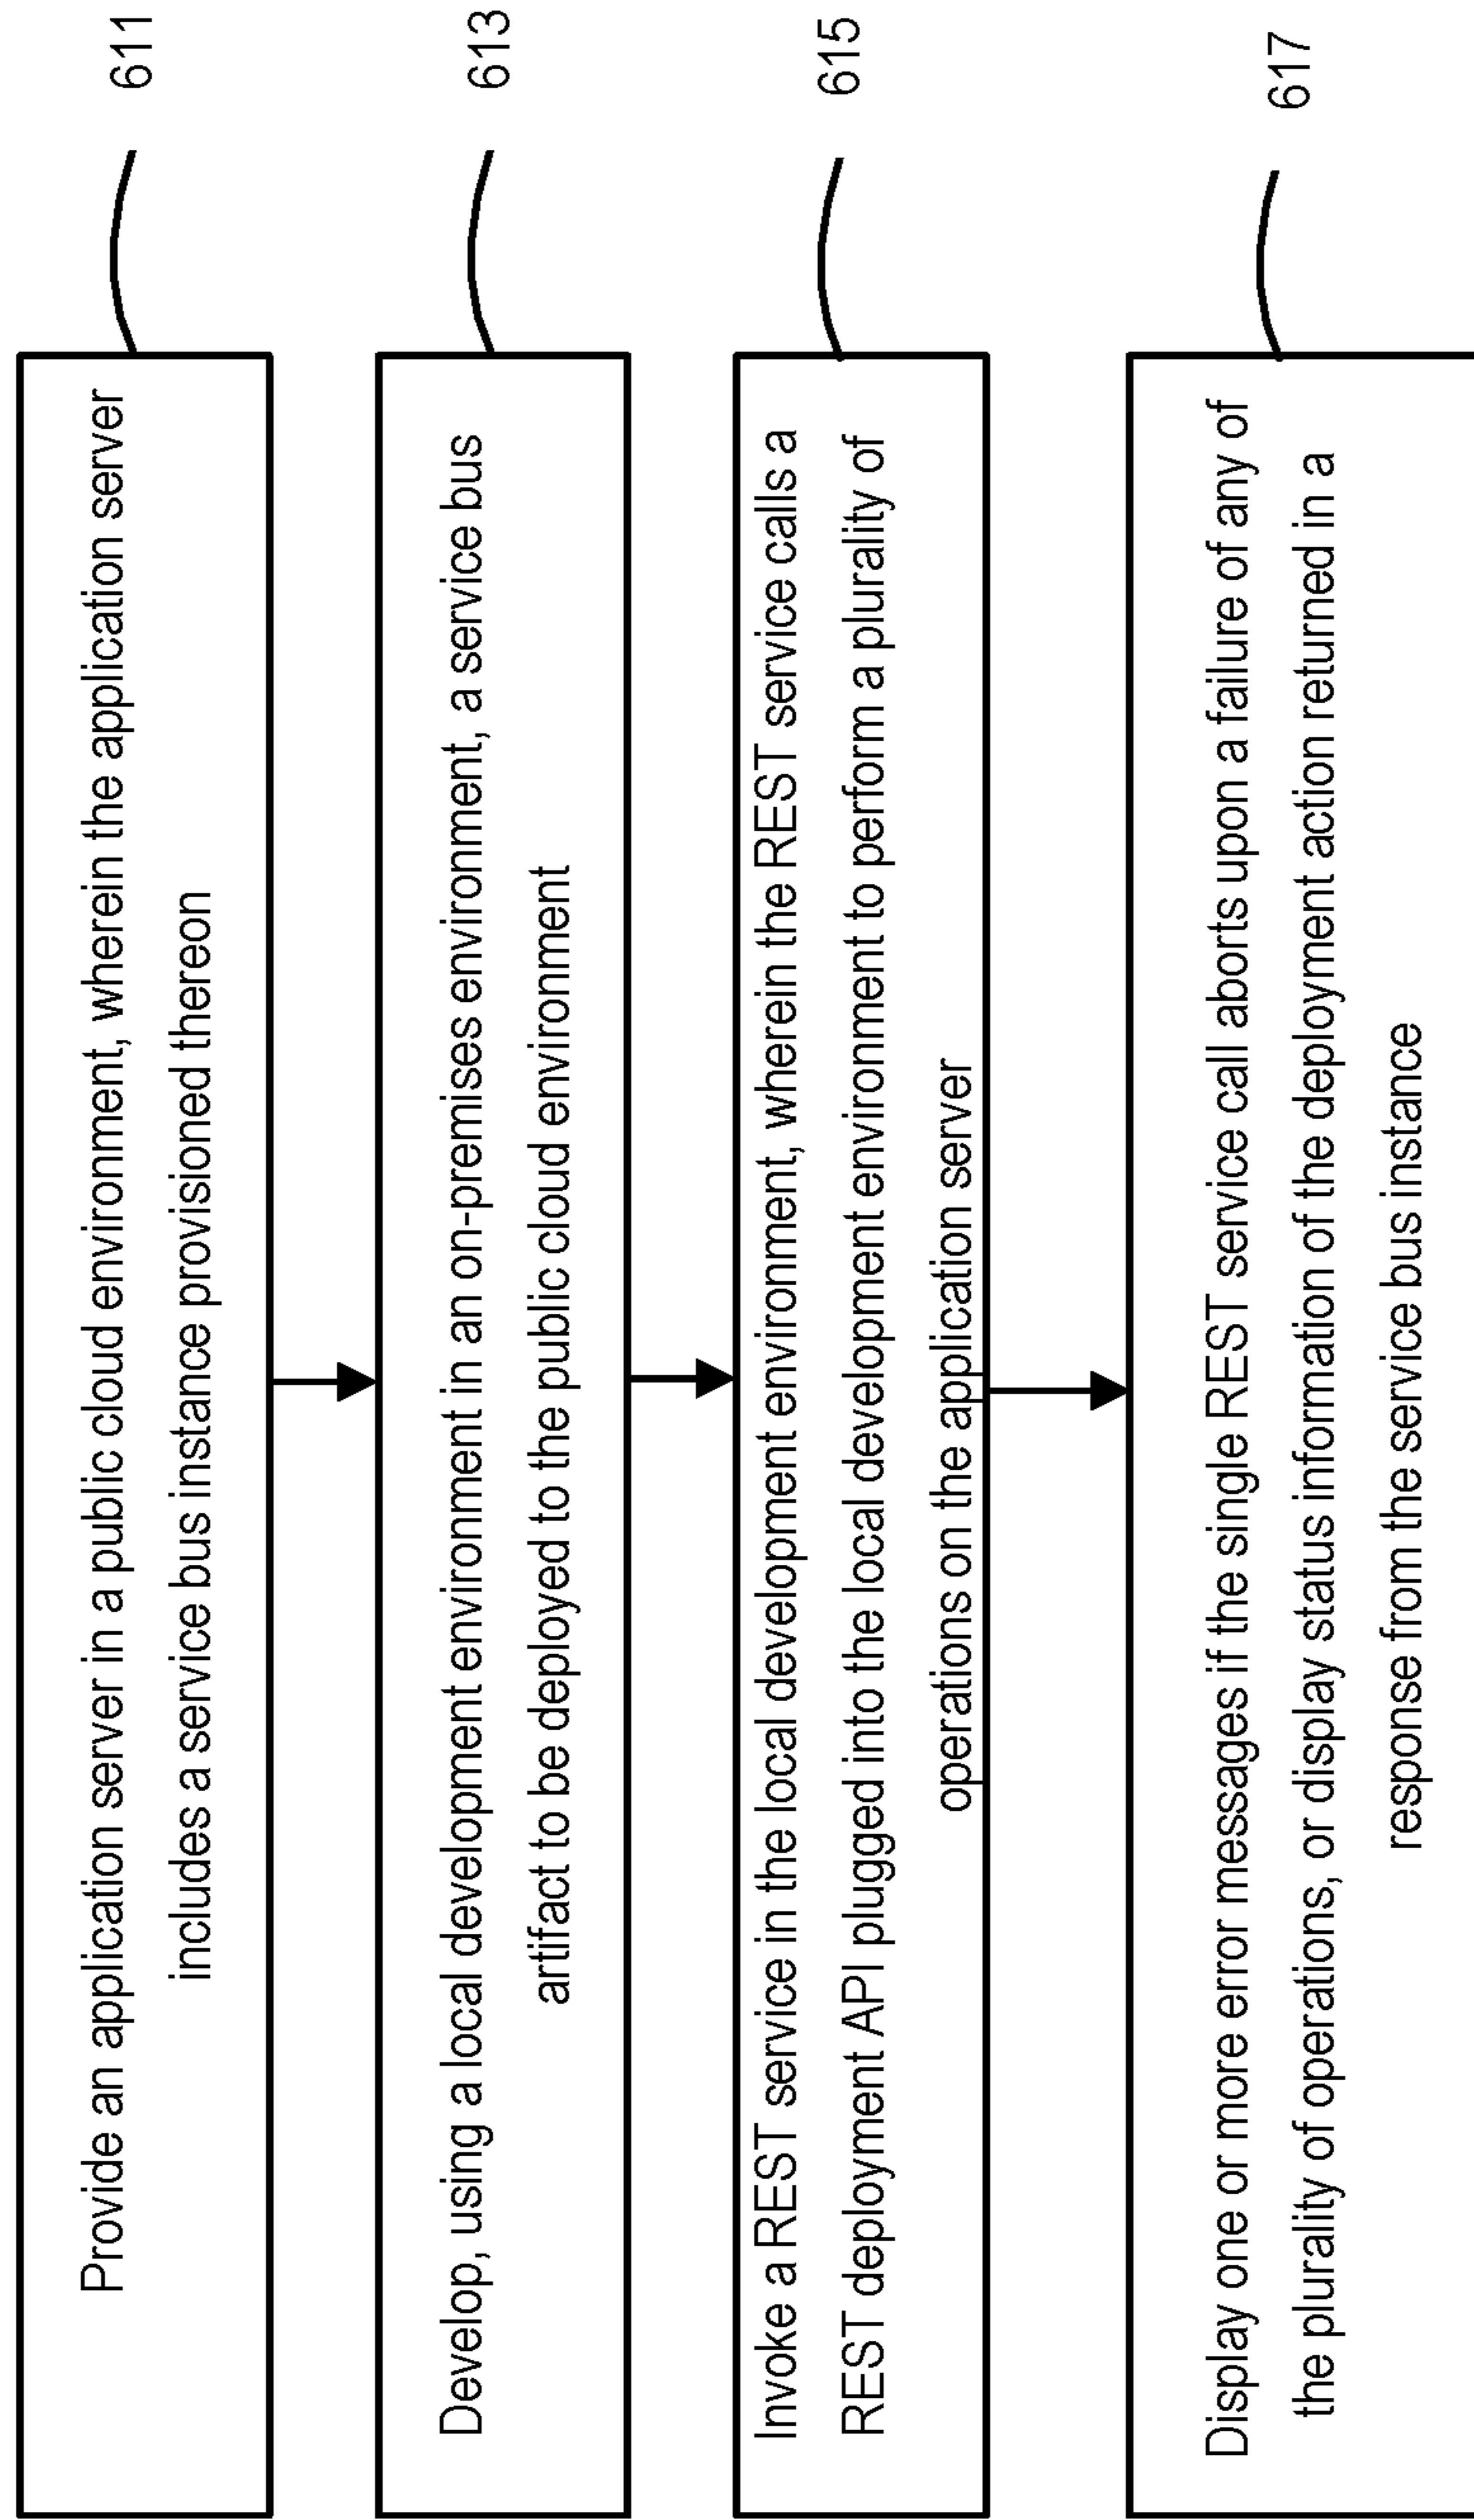 Provide an application server in a public cloud environment, wherein the application server
includes a service bus instance provisioned thereon
611
Develop, using a local development environment in an on-premises environment, a service bus
artifact to be deployed to the public cloud environment
613
Invoke a REST service in the local development environment, wherein the REST service calls a
REST deployment API plugged into the local development environment to perform a plurality of
operations on the application server
615
Display one or more error messages if the single REST service call aborts upon a failure of any of
the plurality of operations, or display status information of the deployment action returned in a
response from the service bus instance
617